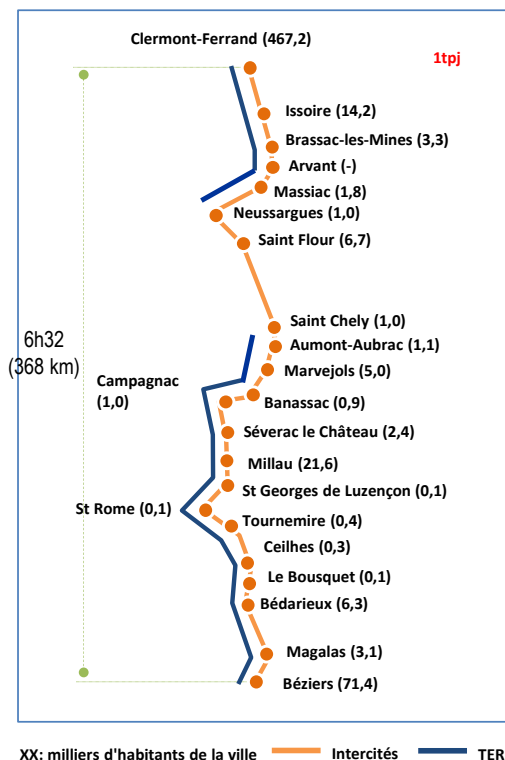 Clermont-Ferrand (467,2)
1tpj
Issoire (14,2)
Brassac-les-Mines (3,3)
Arvant (-)
Massiac (1,8)
Neussargues (1,0)
Saint Flour (6,7)
Saint Chely (1,0)
6h32
(368 km)
Aumont-Aubrac (1,1)
Marvejols (5,0)
Campagnac
(1,0)
Banassac (0,9)
Séverac le Château (2,4)
Millau (21,6)
St Georges de Luzençon (0,1)
St Rome (0,1)
Tournemire (0,4)
Ceilhes (0,3)
Le Bousquet (0,1)
Bédarieux (6,3)
Magalas (3,1)
Béziers (71,4)
XX: milliers d'habitants de la ville Intercités TER